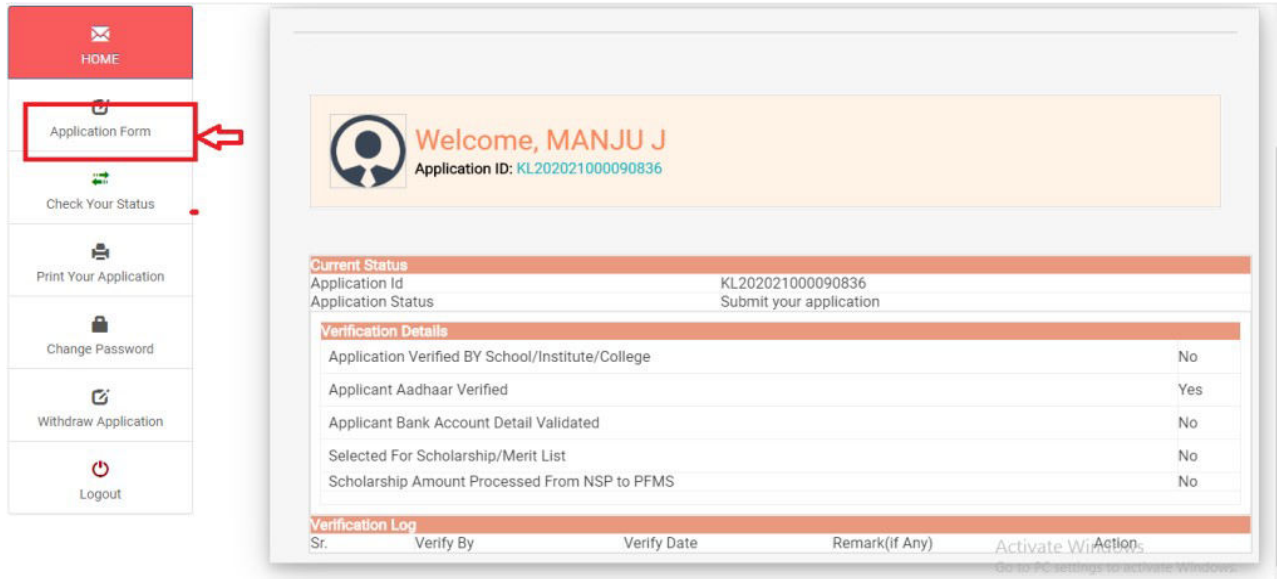 HOME
Application Form
Check Your Status
Print Your Application
Change Password
Withdraw Application
Logout
Welcome, MANJU J
Application ID: KL202021000090836
Current Status
Application Id KL202021000090836
Application Status Submit your application
Verification Details
Application Verified BY School/Institute/College No
Applicant Aadhaar Verified Yes
Applicant Bank Account Detail Validated No
Selected For Scholarship/Merit List No
Scholarship Amount Processed From NSP to PFMS No
Verification Log
Sr. Verify By Verify Date Remark(if Any) Action
Activate Windows
Go to PC settings to activate Windows.